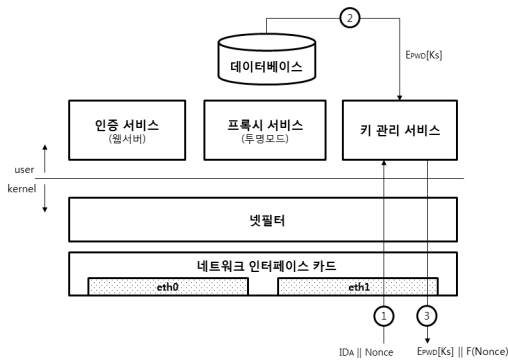 ②
데이터베이스
EPWD[Ks]
인증 서비스
(웹서버)
프록시 서비스
(투명모드)
키 관리 서비스
user
kernel
넷필터
네트워크 인터페이스 카드
eth0
eth1
①
③
IDA || Nonce
EPWD[Ks] || F(Nonce)